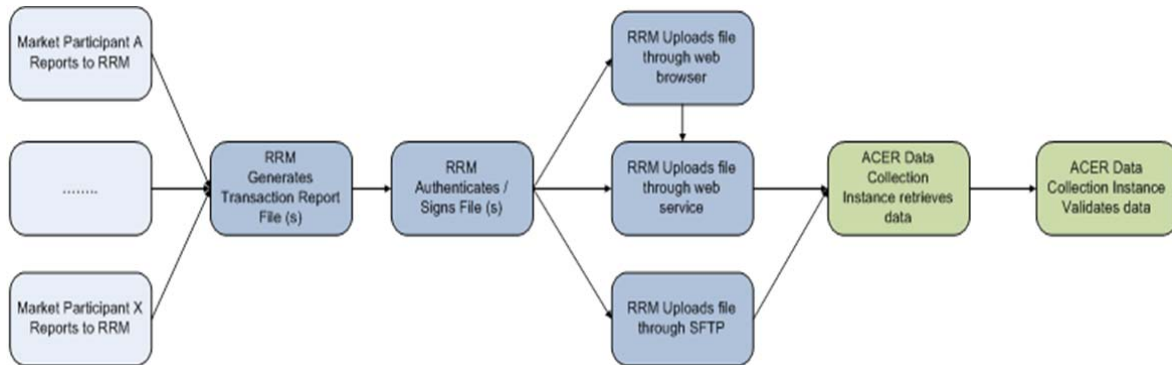 Market Participant A
Reports to RRM
........
Market Participant X
Reports to RRM
RRM
Generates
Transaction Report
File (s)
RRM
Authenticates /
Signs File (s)
RRM Uploads file
through web
browser
RRM Uploads file
through web
service
RRM Uploads file
through SFTP
ACER Data
Collection
Instance retrieves
data
ACER Data
Collection Instance
Validates data